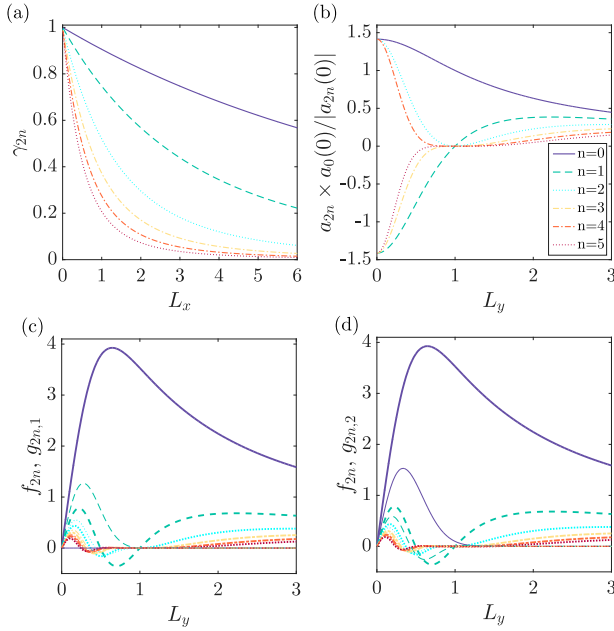 (a)
1
0.8
0.6
0.4
0.2
0
γ₂ₙ
0 1 2 3 4 5 6
Lₓ
(b)
1.5
1
0.5
0
-0.5
-1
-1.5
a₂ₙ × a₀(0)/|a₂ₙ(0)|
n=0
n=1
n=2
n=3
n=4
n=5
0 1 2 3
L_y
(c)
4
3
2
1
0
f₂ₙ, g₂ₙ,₁
0 1 2 3
L_y
(d)
4
3
2
1
0
f₂ₙ, g₂ₙ,₂
0 1 2 3
L_y